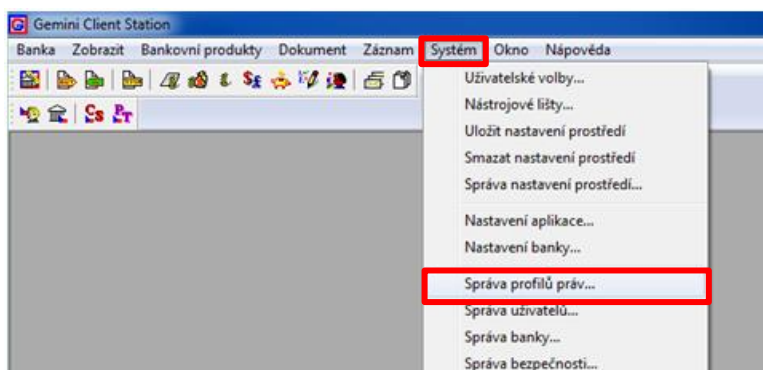 Gemini Client Station
Banka Zobrazit Bankovní produkty Dokument Záznam Systém Okno Nápověda
Uživatelské volby...
Nástrojové lišty...
Uložit nastavení prostředí
Smazat nastavení prostředí
Správa nastavení prostředí...
Nastavení aplikace...
Nastavení banky...
Správa profilů práv...
Správa uživatelů...
Správa banky...
Správa bezpečnosti...
Cs PT